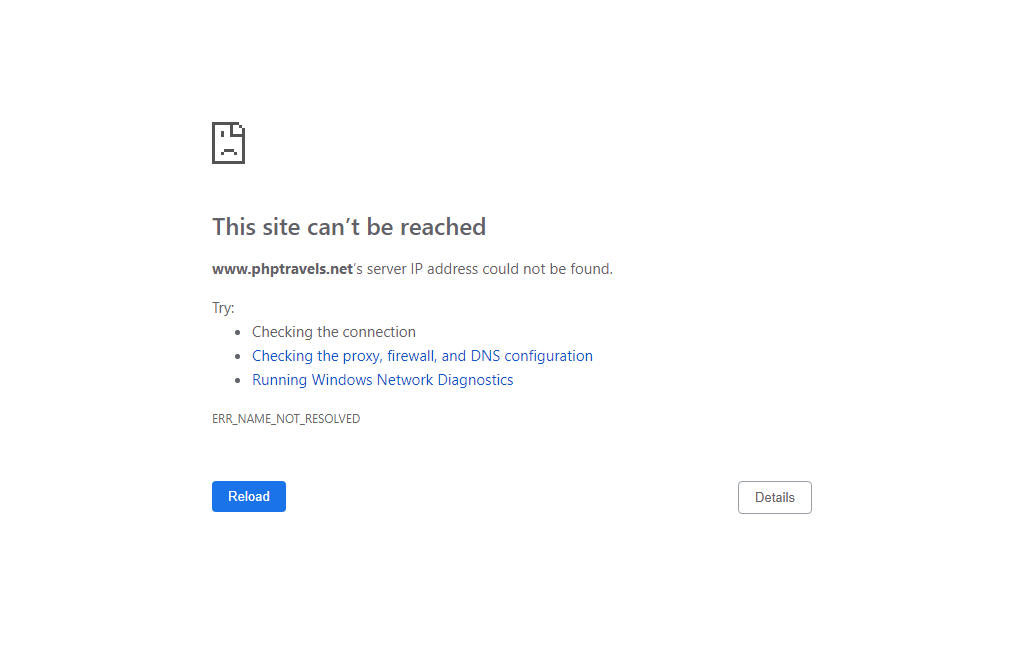 This site can’t be reached
www.phptravels.net’s server IP address could not be found.
Try:
Checking the connection
Checking the proxy, firewall, and DNS configuration
Running Windows Network Diagnostics
ERR_NAME_NOT_RESOLVED
Reload
Details